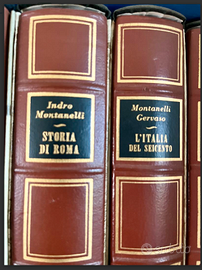 Indro
Montanelli
STORIA
DI ROMA
Montanelli
Gervaso
L'ITALIA
DEL SEICENTO